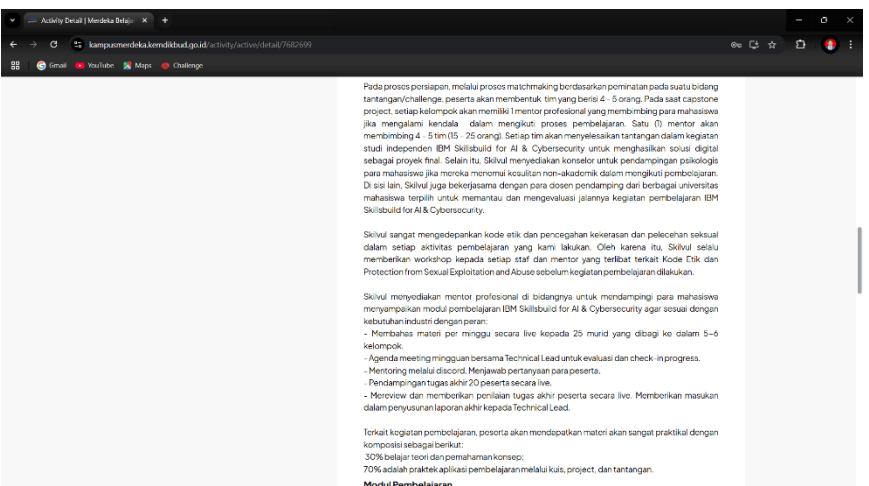 Activity Detail | Merdeka Belaja
kampusmerdeka.kemdikbud.go.id/activity/active/detail/7682699
Gmail YouTube Maps Challenge
Pada proses persiapan, melalui proses matchmaking berdasarkan peminatan pada suatu bidang
tantangan/challenge, peserta akan membentuk tim yang berisi 4 - 5 orang. Pada saat capstone
project, setiap kelompok akan memiliki 1 mentor profesional yang membimbing para mahasiswa
jika mengalami kendala dalam mengikuti proses pembelajaran. Satu (1) mentor akan
membimbing 4 - 5 tim (15 - 25 orang). Setiap tim akan menyelesaikan tantangan dalam kegiatan
studi independen IBM Skillsbuild for AI & Cybersecurity untuk menghasilkan solusi digital
sebagai proyek final. Selain itu, Skilvul menyediakan konselor untuk pendampingan psikologis
para mahasiswa jika mereka menemui kesulitan non-akademik dalam mengikuti pembelajaran.
Di sisi lain, Skilvul juga bekerjasama dengan para dosen pendamping dari berbagai universitas
mahasiswa terpilih untuk memantau dan mengevaluasi jalannya kegiatan pembelajaran IBM
Skillsbuild for AI & Cybersecurity.
Skilvul sangat mengedepankan kode etik dan pencegahan kekerasan dan pelecehan seksual
dalam setiap aktivitas pembelajaran yang kami lakukan. Oleh karena itu, Skilvul selalu
memberikan workshop kepada setiap staf dan mentor yang terlibat terkait Kode Etik dan
Protection from Sexual Exploitation and Abuse sebelum kegiatan pembelajaran dilakukan.
Skilvul menyediakan mentor profesional di bidangnya untuk mendampingi para mahasiswa
menyampaikan modul pembelajaran IBM Skillsbuild for AI & Cybersecurity agar sesuai dengan
kebutuhan industri dengan peran:
- Membahas materi per minggu secara live kepada 25 murid yang dibagi ke dalam 5-6
kelompok.
- Agenda meeting mingguan bersama Technical Lead untuk evaluasi dan check-in progress.
- Mentoring melalui discord. Menjawab pertanyaan para peserta.
- Pendampingan tugas akhir 20 peserta secara live.
- Mereview dan memberikan penilaian tugas akhir peserta secara live. Memberikan masukan
dalam penyusunan laporan akhir kepada Technical Lead.
Terkait kegiatan pembelajaran, peserta akan mendapatkan materi akan sangat praktikal dengan
komposisi sebagai berikut:
30% belajar teori dan pemahaman konsep;
70% adalah praktek aplikasi pembelajaran melalui kuis, project, dan tantangan.
Modul Pembelajaran